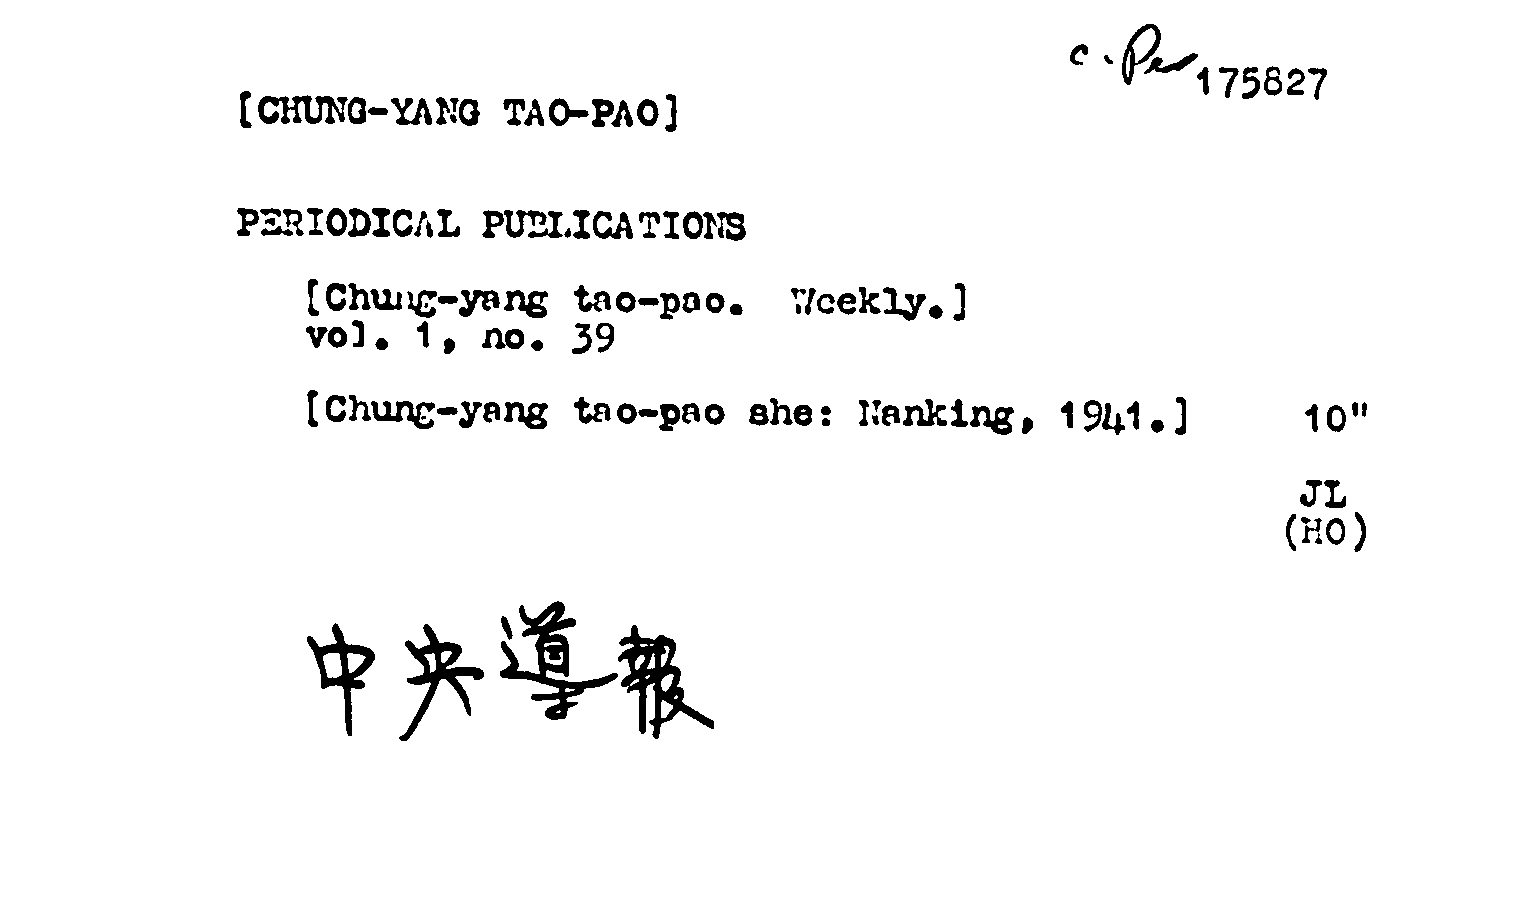 c. Per 175827
[CHUNG-YANG TAO-PAO]
PERIODICAL PUBLICATIONS
[Chung-yang tao-pao. Weekly.]
vol. 1, no. 39
[Chung-yang tao-pao she: Nanking, 1941.] 10"
JL
(HO)
中央導報